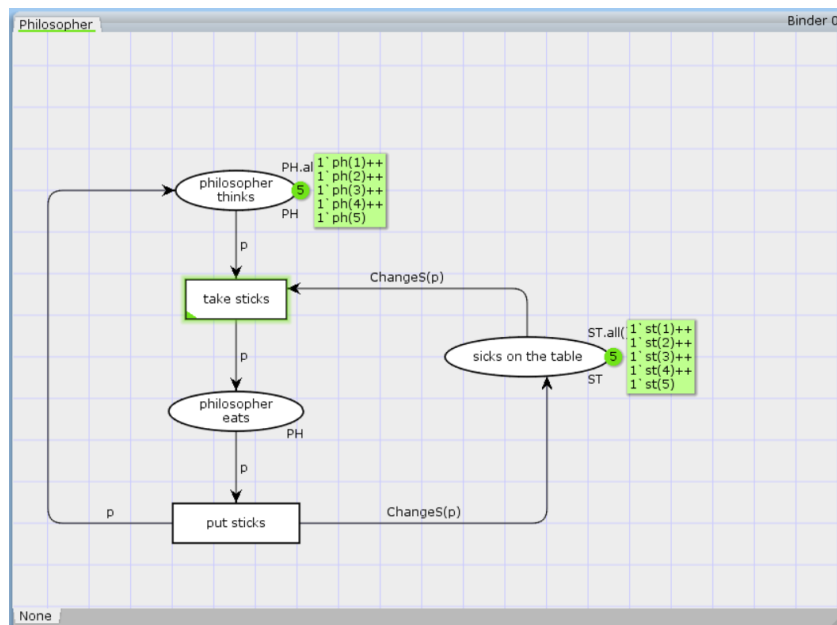 Philosopher
Binder 0
PH.al
1`ph(1)++
1`ph(2)++
1`ph(3)++
1`ph(4)++
1`ph(5)
philosopher
thinks
5
PH
p
take sticks
ChangeS(p)
ST.all(
1`st(1)++
1`st(2)++
1`st(3)++
1`st(4)++
1`st(5)
sicks on the table
5
ST
p
philosopher
eats
PH
p
p
put sticks
ChangeS(p)
None